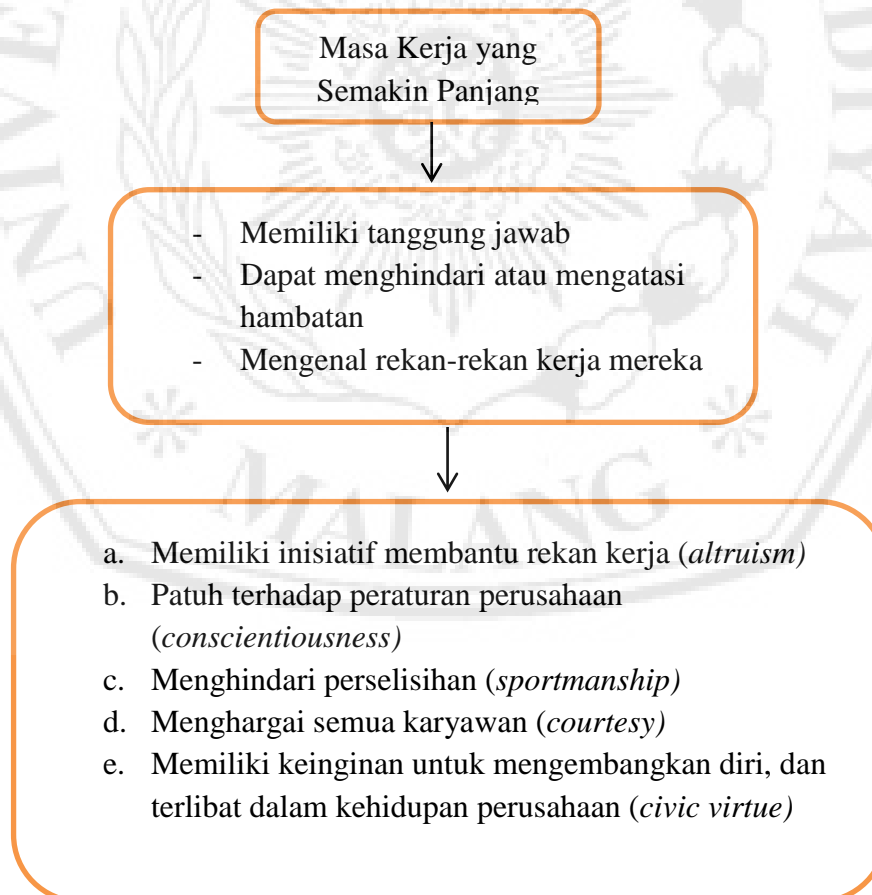 Masa Kerja yang
Semakin Panjang
- Memiliki tanggung jawab
- Dapat menghindari atau mengatasi
hambatan
- Mengenal rekan-rekan kerja mereka
MALANG
a. Memiliki inisiatif membantu rekan kerja (altruism)
b. Patuh terhadap peraturan perusahaan
(conscientiousness)
c. Menghindari perselisihan (sportmanship)
d. Menghargai semua karyawan (courtesy)
e. Memiliki keinginan untuk mengembangkan diri, dan
terlibat dalam kehidupan perusahaan (civic virtue)